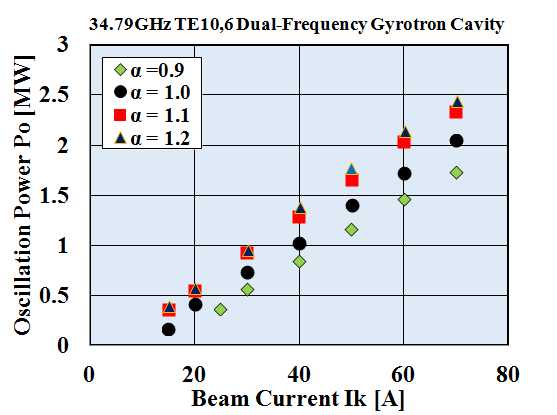 34.79GHz TE10,6 Dual-Frequency Gyrotron Cavity
Oscillation Power Po [MW]
3
2.5
2
1.5
1
0.5
0
α =0.9
α = 1.0
α = 1.1
α = 1.2
0 20 40 60 80
Beam Current Ik [A]